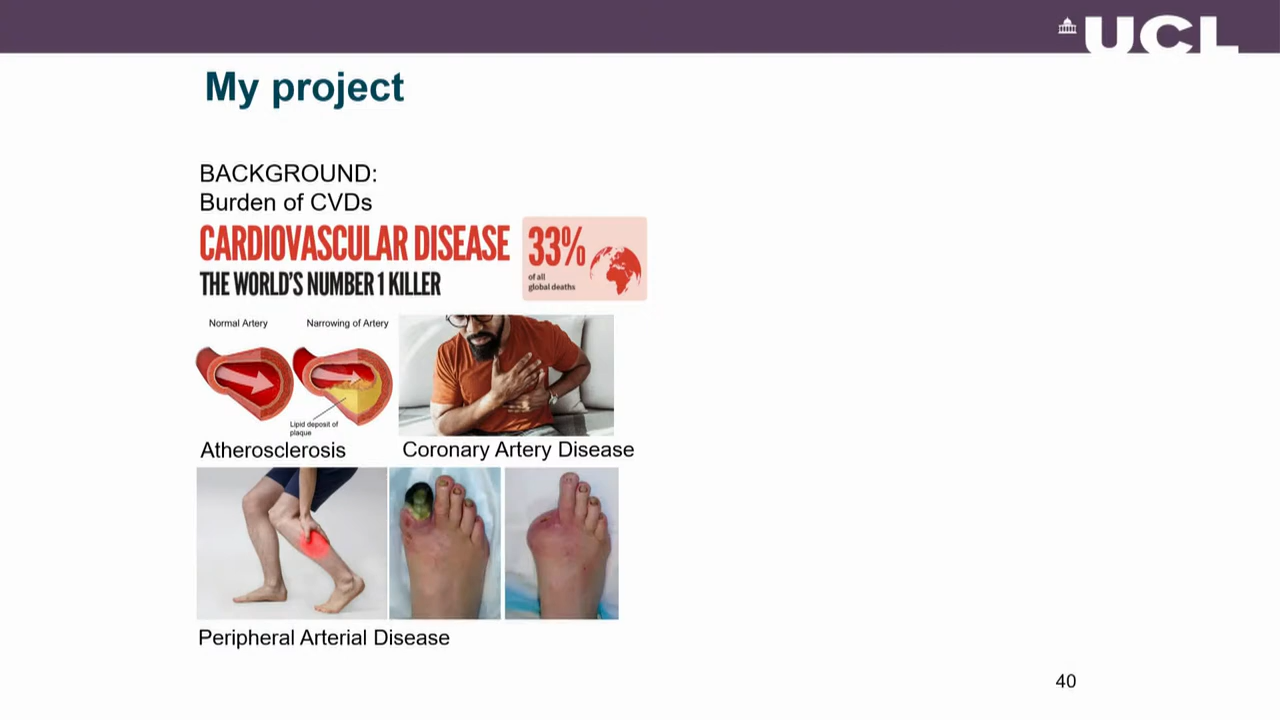 UCL
My project
BACKGROUND:
Burden of CVDs
CARDIOVASCULAR DISEASE
THE WORLD'S NUMBER 1 KILLER
33%
of all
global deaths
Normal Artery
Narrowing of Artery
Lipid deposit of
plaque
Atherosclerosis
Coronary Artery Disease
Peripheral Arterial Disease
40